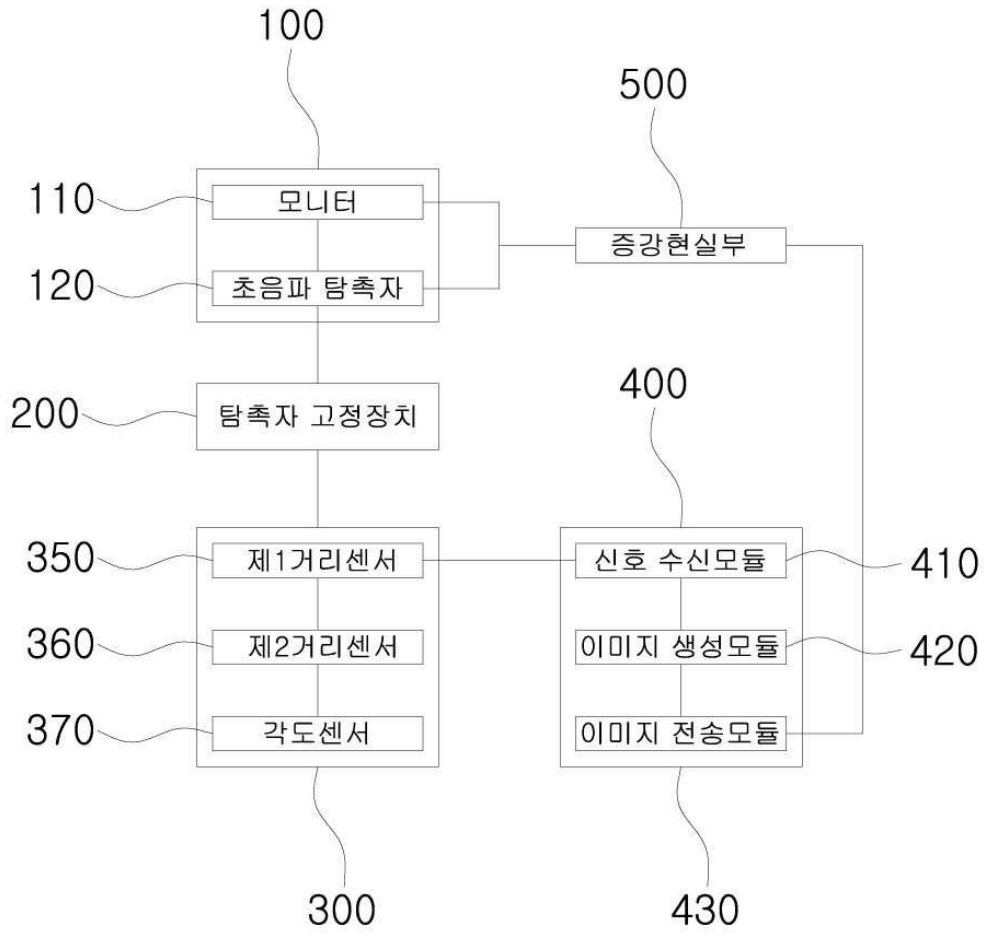 100
500
110
모니터
증강현실부
120
초음파 탐촉자
400
200
탐촉자 고정장치
350
제1거리센서
신호 수신모듈
410
360
제2거리센서
이미지 생성모듈
420
370
각도센서
이미지 전송모듈
300
430